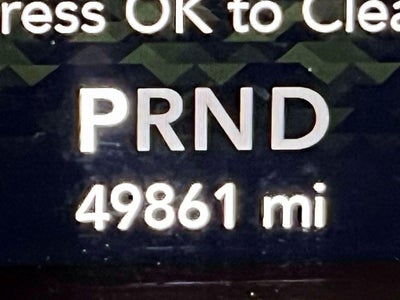 ress OK to Clea
PRND
49861 mi